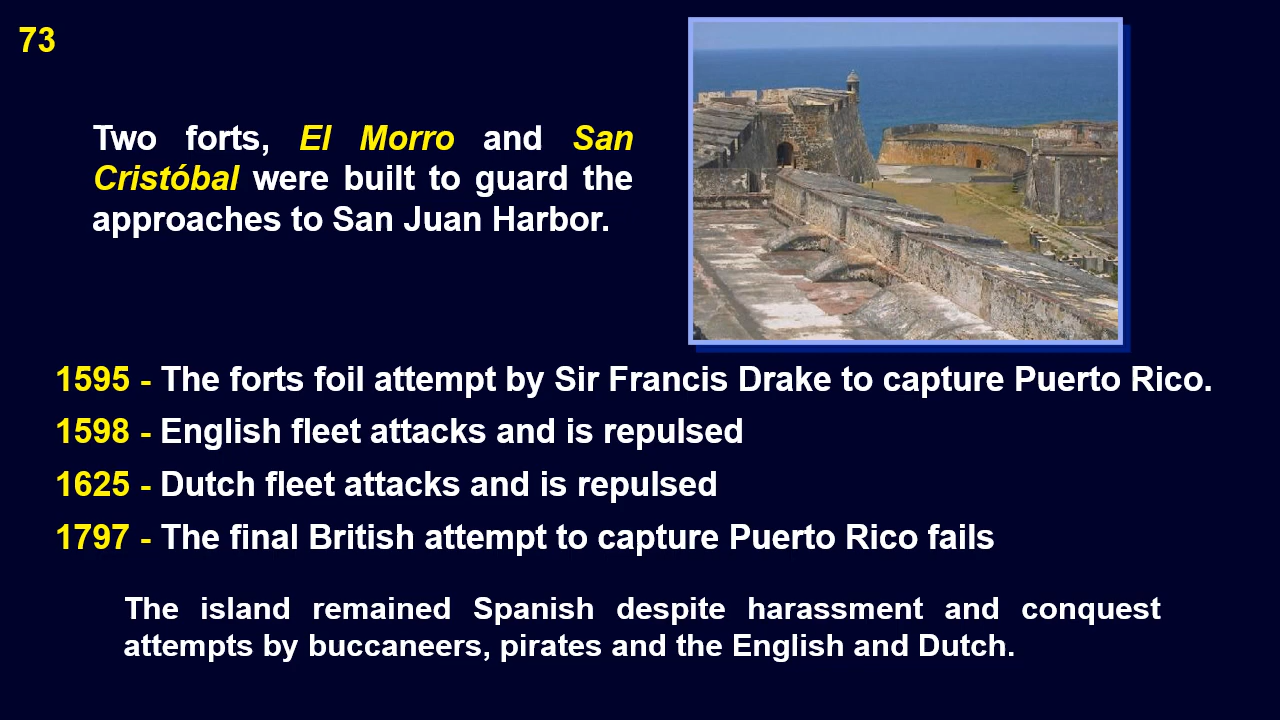 73
Two forts, El Morro and San
Cristóbal were built to guard the
approaches to San Juan Harbor.
1595 - The forts foil attempt by Sir Francis Drake to capture Puerto Rico.
1598 - English fleet attacks and is repulsed
1625 - Dutch fleet attacks and is repulsed
1797 - The final British attempt to capture Puerto Rico fails
The island remained Spanish despite harassment and conquest
attempts by buccaneers, pirates and the English and Dutch.